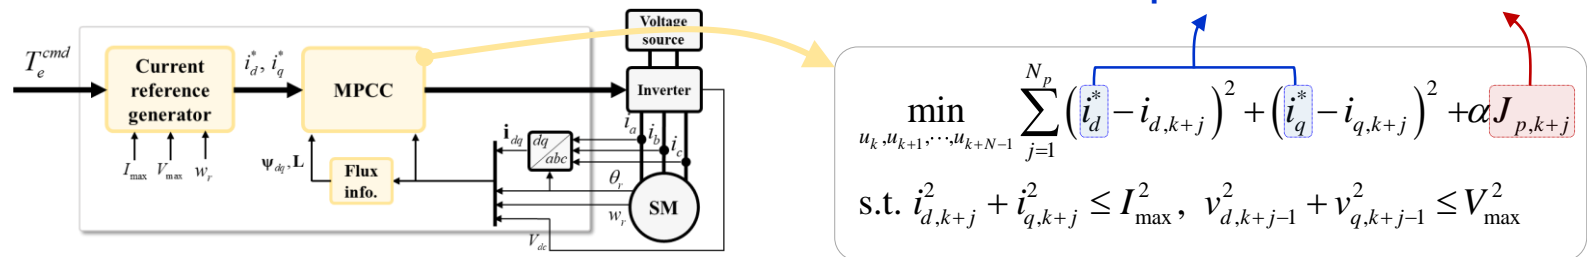 T_e^{cmd}
Current
reference
generator
i_d^*, i_q^*
MPCC
Voltage
source
Inverter
I_max V_max w_r
ψ_dq, L
Flux
info.
i_dq
dq
abc
i_a
i_b
i_c
θ_r
w_r
V_dc
SM
min_{u_k, u_{k+1}, ⋯, u_{k+N-1}} \sum_{j=1}^{N_p} (i_d^* - i_{d,k+j})^2 + (i_q^* - i_{q,k+j})^2 + αJ_{p,k+j}
s.t. i_{d,k+j}^2 + i_{q,k+j}^2 ≤ I_max^2, v_{d,k+j-1}^2 + v_{q,k+j-1}^2 ≤ V_max^2